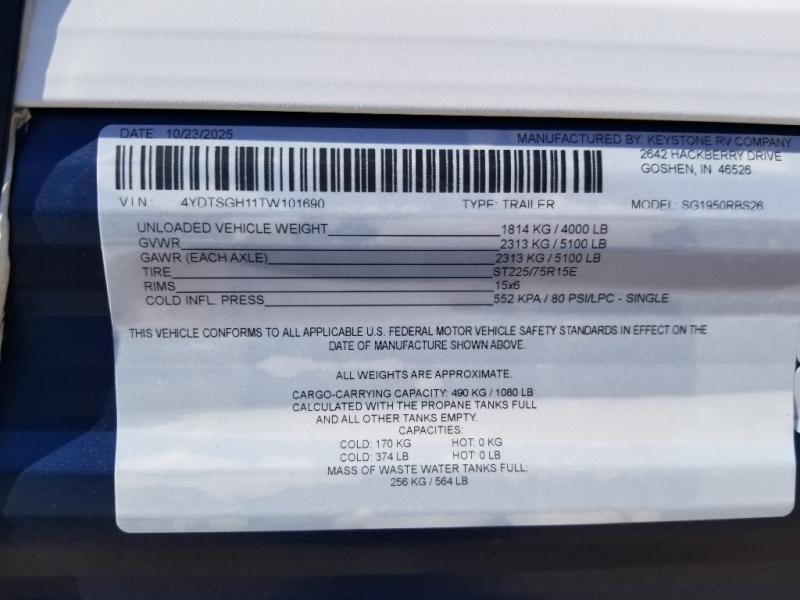 DATE: 10/23/2025 MANUFACTURED BY: KEYSTONE RV COMPANY
2642 HACKBERRY DRIVE
GOSHEN, IN 46526
VIN: 4YDTSGH11TW101690 TYPE: TRAILER MODEL: SG1950RBS26
UNLOADED VEHICLE WEIGHT 1814 KG / 4000 LB
GVWR 2313 KG / 5100 LB
GAWR (EACH AXLE) 2313 KG / 5100 LB
TIRE ST225/75R15E
RIMS 15x6
COLD INFL. PRESS 552 KPA / 80 PSI/LPC - SINGLE
THIS VEHICLE CONFORMS TO ALL APPLICABLE U.S. FEDERAL MOTOR VEHICLE SAFETY STANDARDS IN EFFECT ON THE
DATE OF MANUFACTURE SHOWN ABOVE.
ALL WEIGHTS ARE APPROXIMATE.
CARGO-CARRYING CAPACITY: 490 KG / 1080 LB
CALCULATED WITH THE PROPANE TANKS FULL
AND ALL OTHER TANKS EMPTY.
CAPACITIES:
COLD: 170 KG HOT: 0 KG
COLD: 374 LB HOT: 0 LB
MASS OF WASTE WATER TANKS FULL:
256 KG / 564 LB